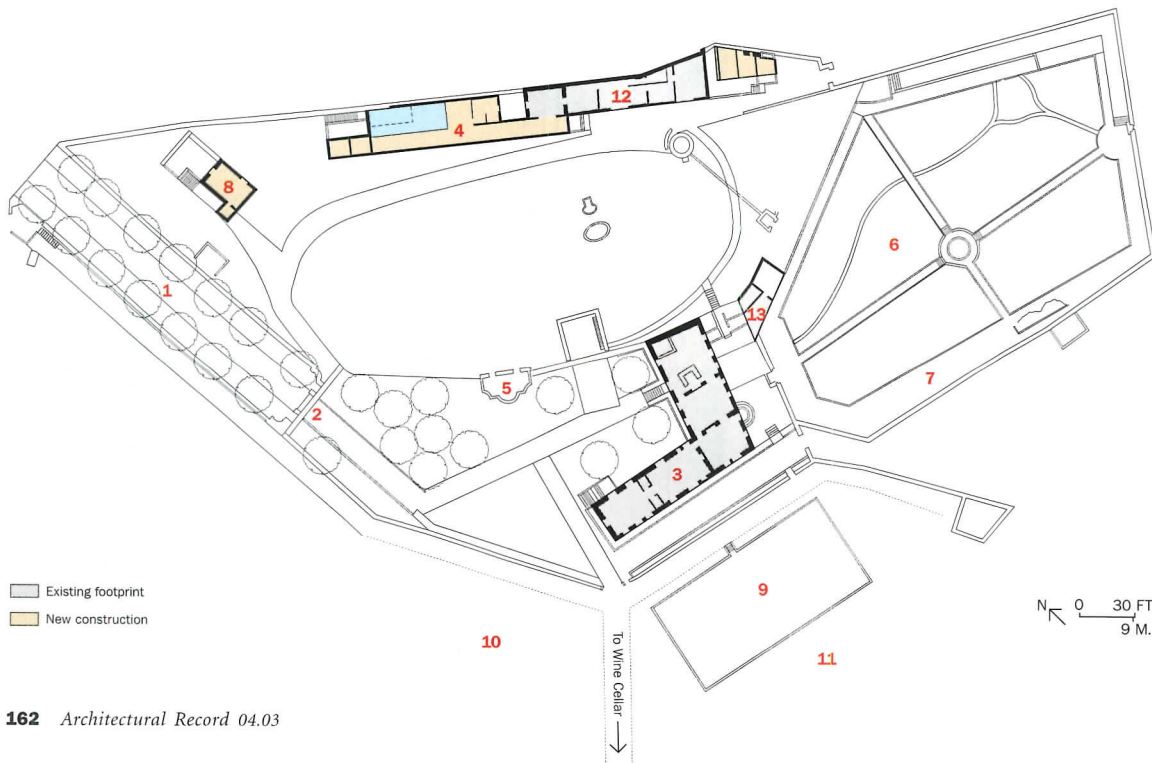 12
4
8
6
1
13
7
5
2
3
Existing footprint
New construction
9
10
11
To Wine Cellar
N 0 30 FT.
9 M.
162 Architectural Record 04.03